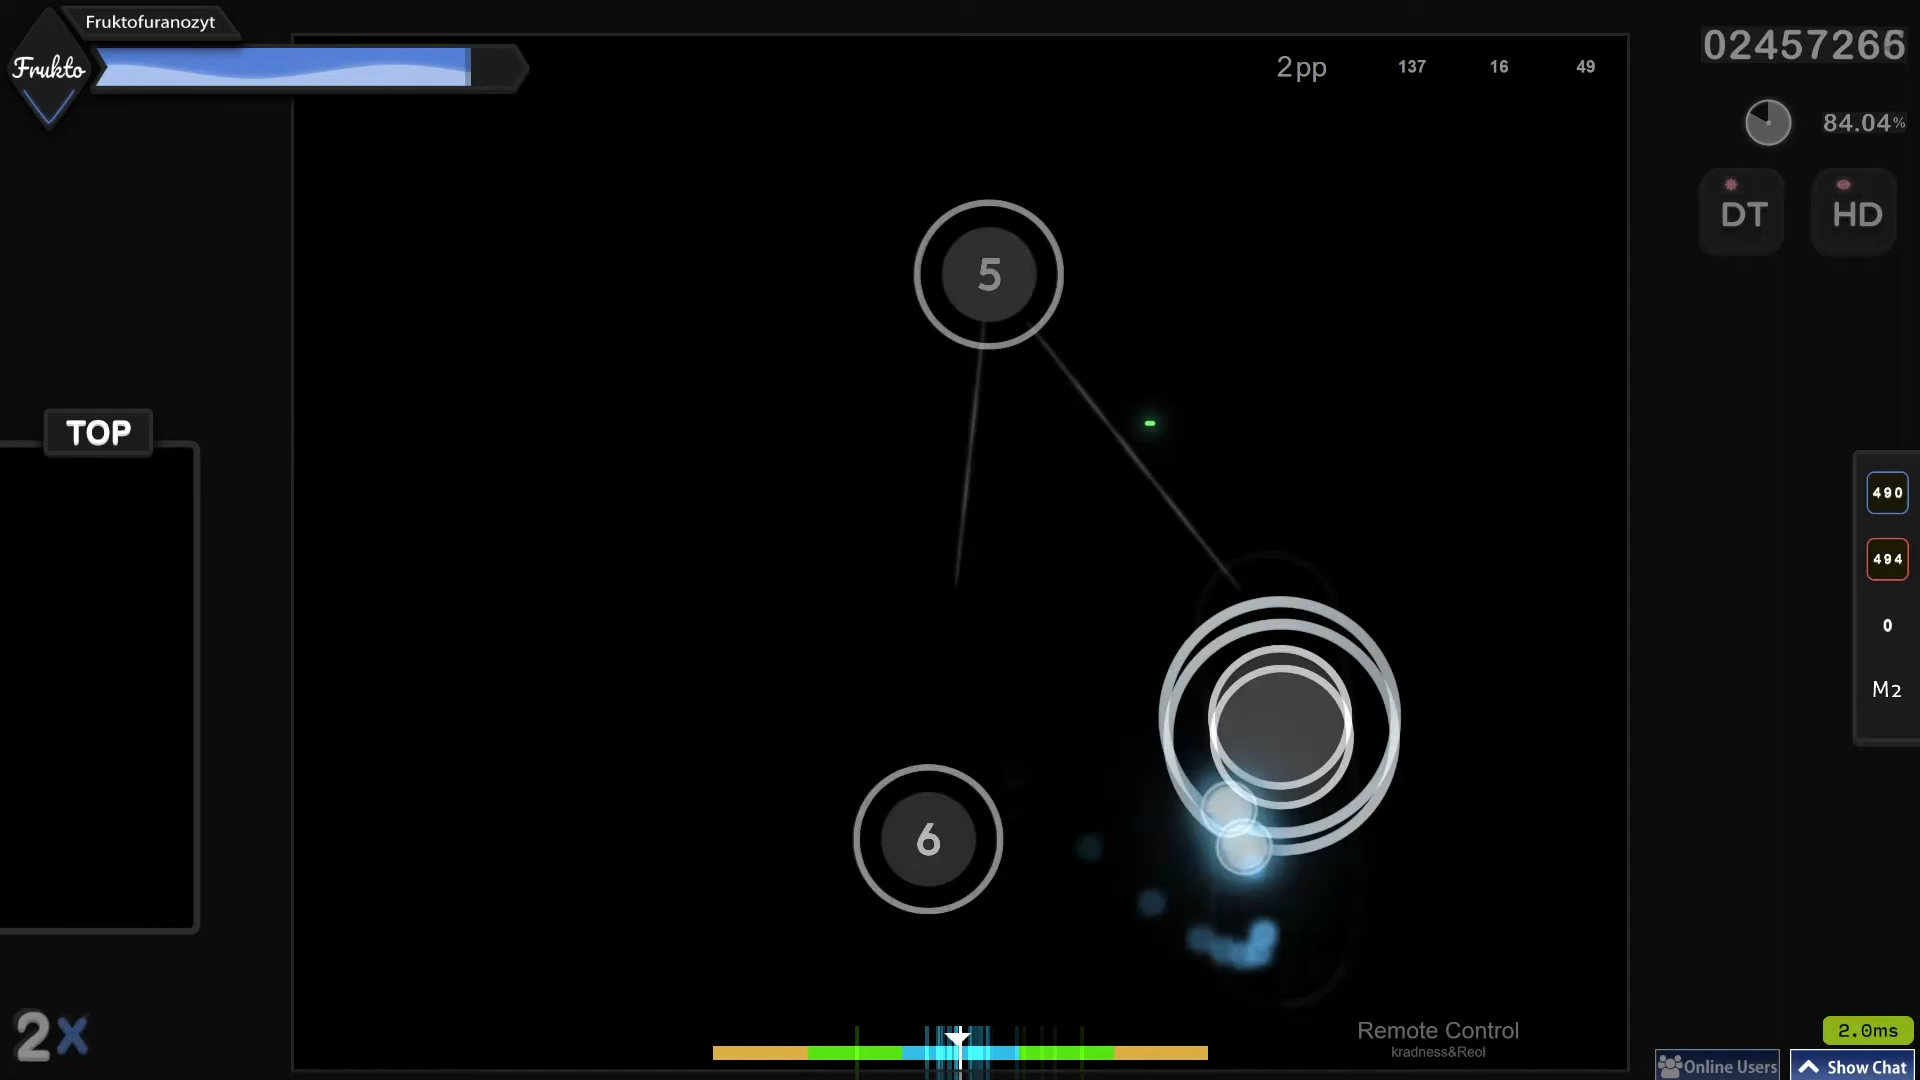 Fruktofuranozyt
Frukto
2pp 137 16 49
02457266
84.04%
DT HD
5
TOP
490
494
0
M2
6
2x
Remote Control
kradness&Reol
2.0ms
Online Users
Show Chat